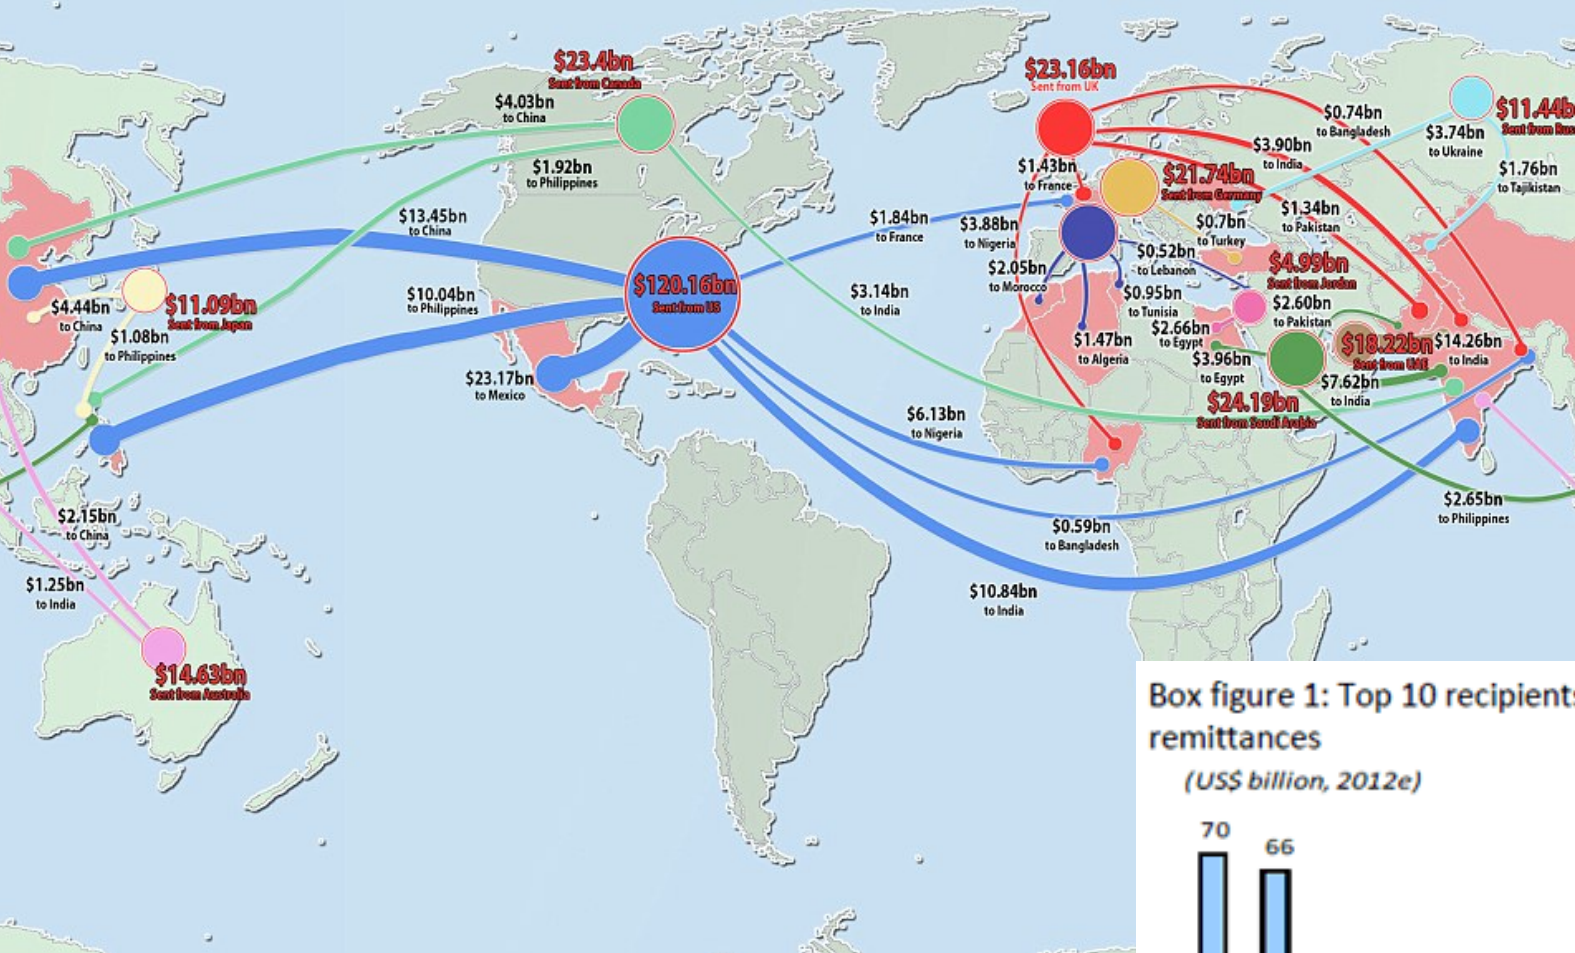 $23.4bn
Sent from Canada
$4.03bn
to China
$1.92bn
to Philippines
$13.45bn
to China
$10.04bn
to Philippines
$4.44bn
to China
$11.09bn
Sent from Japan
$1.08bn
to Philippines
$120.16bn
Sent from US
$23.17bn
to Mexico
$2.15bn
to China
$1.25bn
to India
$14.63bn
Sent from Australia
$1.84bn
to France
$3.14bn
to India
$6.13bn
to Nigeria
$0.59bn
to Bangladesh
$10.84bn
to India
$23.16bn
Sent from UK
$1.43bn
to France
$3.88bn
to Nigeria
$2.05bn
to Morocco
$21.74bn
Sent from Germany
$0.74bn
to Bangladesh
$3.90bn
to India
$1.34bn
to Pakistan
$0.7bn
to Turkey
$0.52bn
to Lebanon
$0.95bn
to Tunisia
$1.47bn
to Algeria
$11.44b
Sent from Rus
$3.74bn
to Ukraine
$1.76bn
to Tajikistan
$4.99bn
Sent from Jordan
$2.60bn
to Pakistan
$2.66bn
to Egypt
$3.96bn
to Egypt
$18.22bn
Sent from UAE
$14.26bn
to India
$7.62bn
to India
$24.19bn
Sent from Saudi Arabia
$2.65bn
to Philippines
Box figure 1: Top 10 recipients
remittances
(US$ billion, 2012e)
70
66